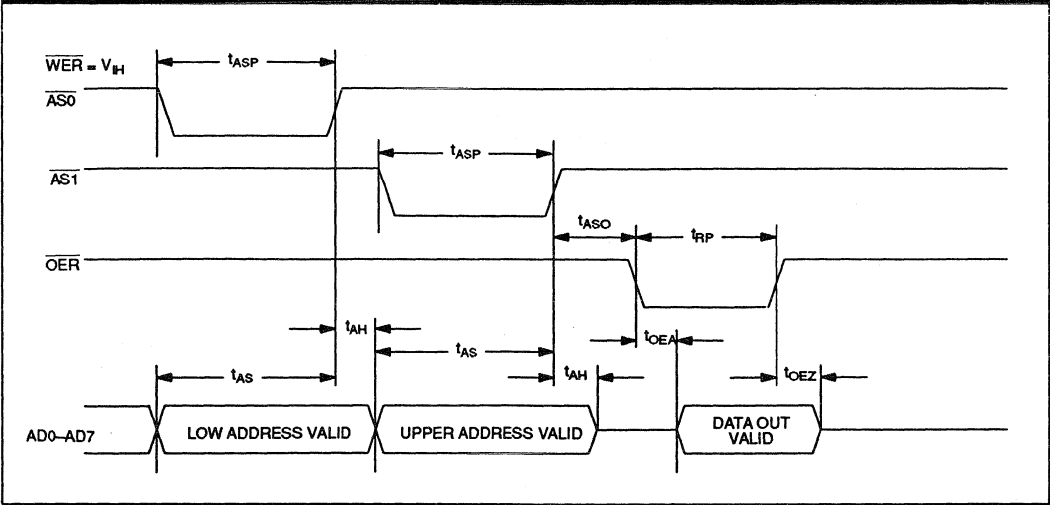 WER = VIH
tASP
AS0
tASP
AS1
tASO
tRP
OER
tAH
tOEA
tAS
tAS
tAH
tOEZ
AD0–AD7
LOW ADDRESS VALID
UPPER ADDRESS VALID
DATA OUT
VALID